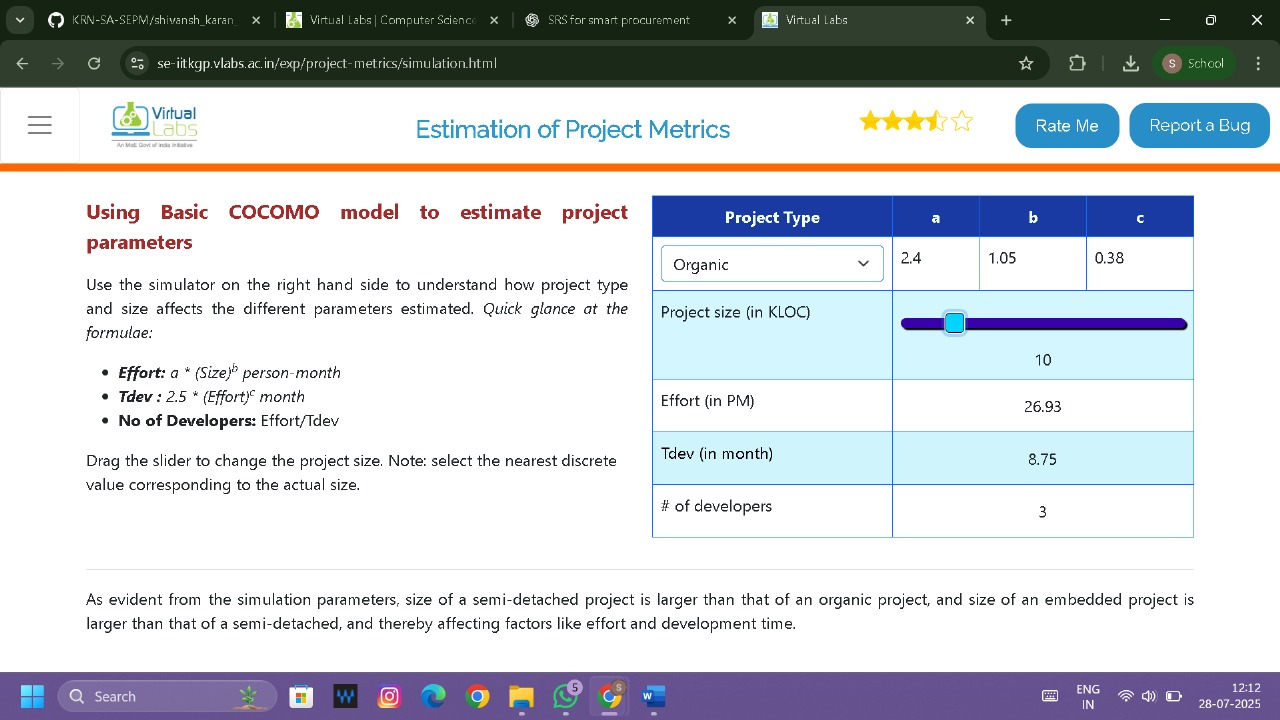 KRN-SA-SEPM/shivansh_karan_
Virtual Labs | Computer Science
SRS for smart procurement
Virtual Labs
se-iitkgp.vlabs.ac.in/exp/project-metrics/simulation.html
S School
Virtual Labs
An MoE Govt of India Initiative
Estimation of Project Metrics
Rate Me
Report a Bug
Using Basic COCOMO model to estimate project
parameters
Use the simulator on the right hand side to understand how project type
and size affects the different parameters estimated. Quick glance at the
formulae:
• Effort: a * (Size)ᵇ person-month
• Tdev : 2.5 * (Effort)ᶜ month
• No of Developers: Effort/Tdev
Drag the slider to change the project size. Note: select the nearest discrete
value corresponding to the actual size.
Project Type a b c
Organic 2.4 1.05 0.38
Project size (in KLOC)
10
Effort (in PM) 26.93
Tdev (in month) 8.75
# of developers 3
As evident from the simulation parameters, size of a semi-detached project is larger than that of an organic project, and size of an embedded project is
larger than that of a semi-detached, and thereby affecting factors like effort and development time.
Search
5
S
ENG
IN
12:12
28-07-2025